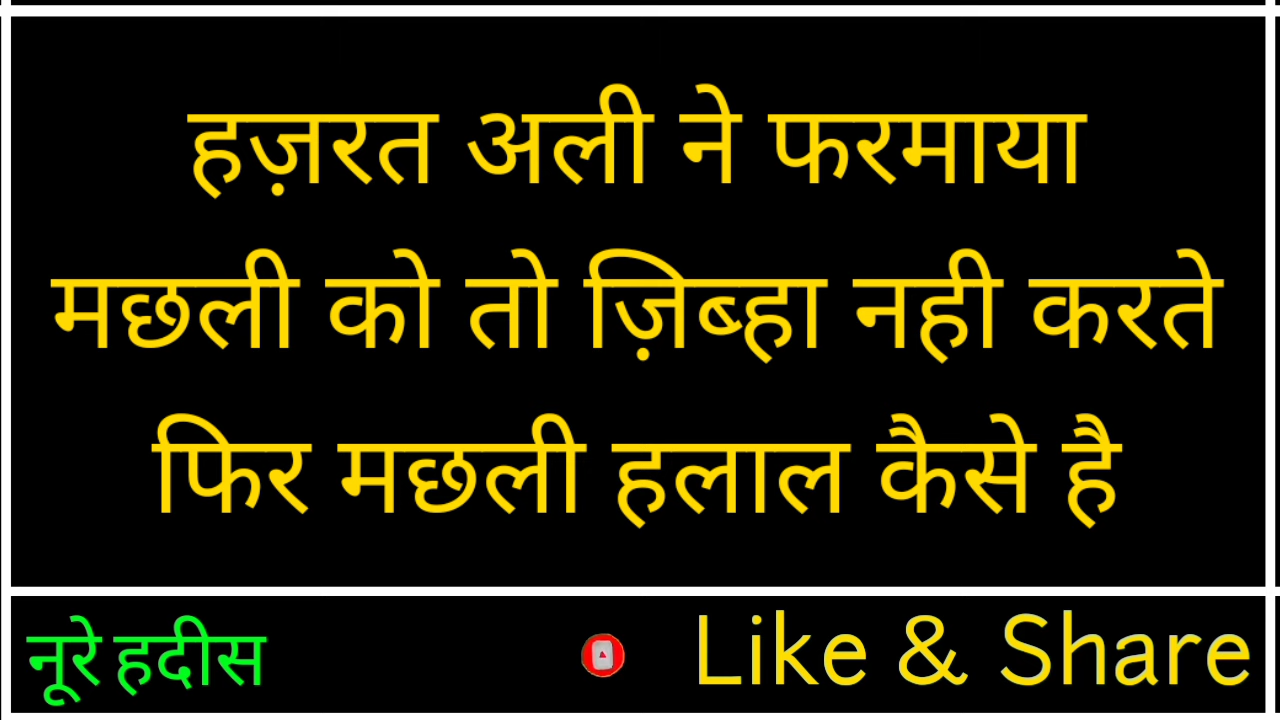 हज़रत अली ने फरमाया
मछली को तो ज़िब्हा नही करते
फिर मछली हलाल कैसे है
नूरे हदीस
Like & Share